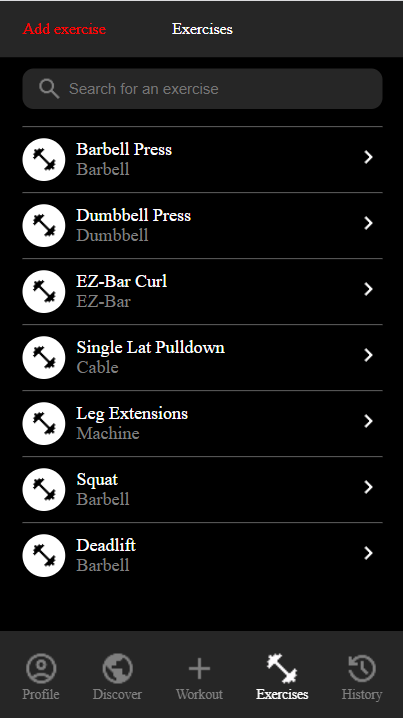 Add exercise
Exercises
Search for an exercise
Barbell Press
Barbell
Dumbbell Press
Dumbbell
EZ-Bar Curl
EZ-Bar
Single Lat Pulldown
Cable
Leg Extensions
Machine
Squat
Barbell
Deadlift
Barbell
Profile
Discover
Workout
Exercises
History